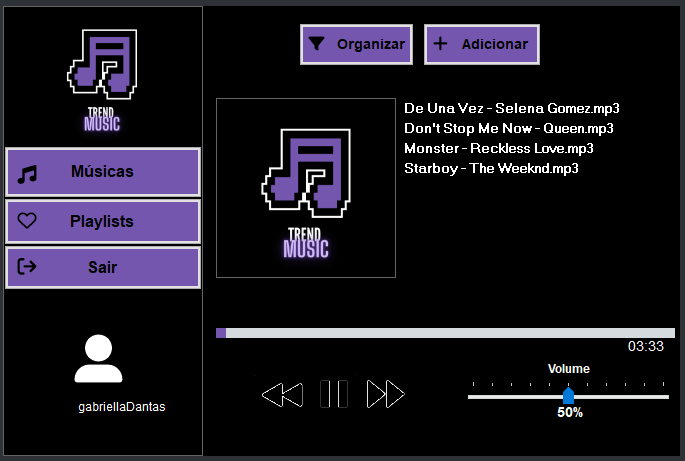 Organizar
Adicionar
TREND
MUSIC
Músicas
Playlists
Sair
gabriellaDantas
TREND
MUSIC
De Una Vez - Selena Gomez.mp3
Don't Stop Me Now - Queen.mp3
Monster - Reckless Love.mp3
Starboy - The Weeknd.mp3
03:33
Volume
50%